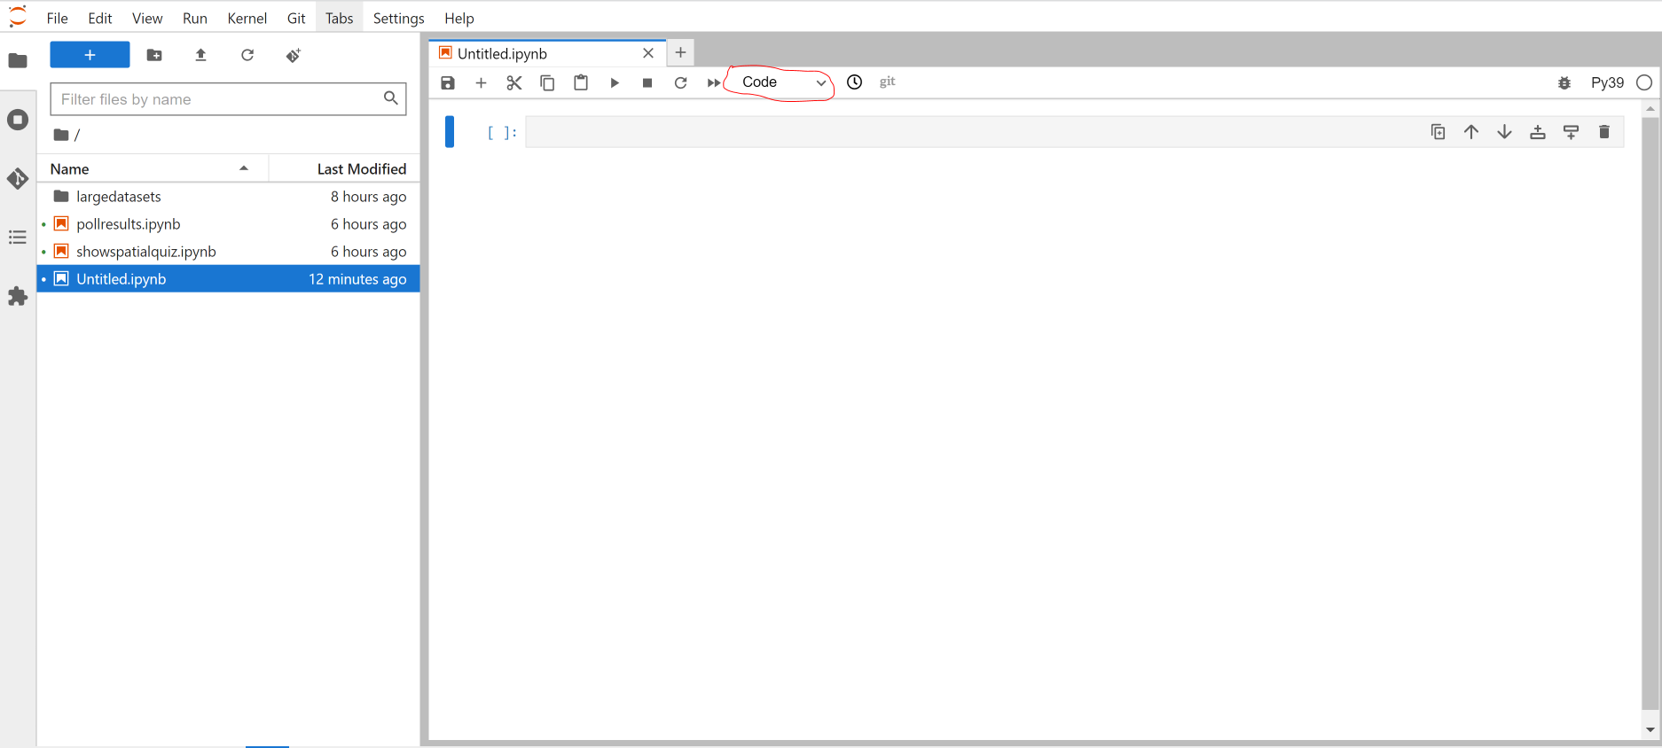 File Edit View Run Kernel Git Tabs Settings Help
Untitled.ipynb
Code git Py39
Filter files by name
/
[ ]:
Name Last Modified
largedatasets 8 hours ago
pollresults.ipynb 6 hours ago
showspatialquiz.ipynb 6 hours ago
Untitled.ipynb 12 minutes ago